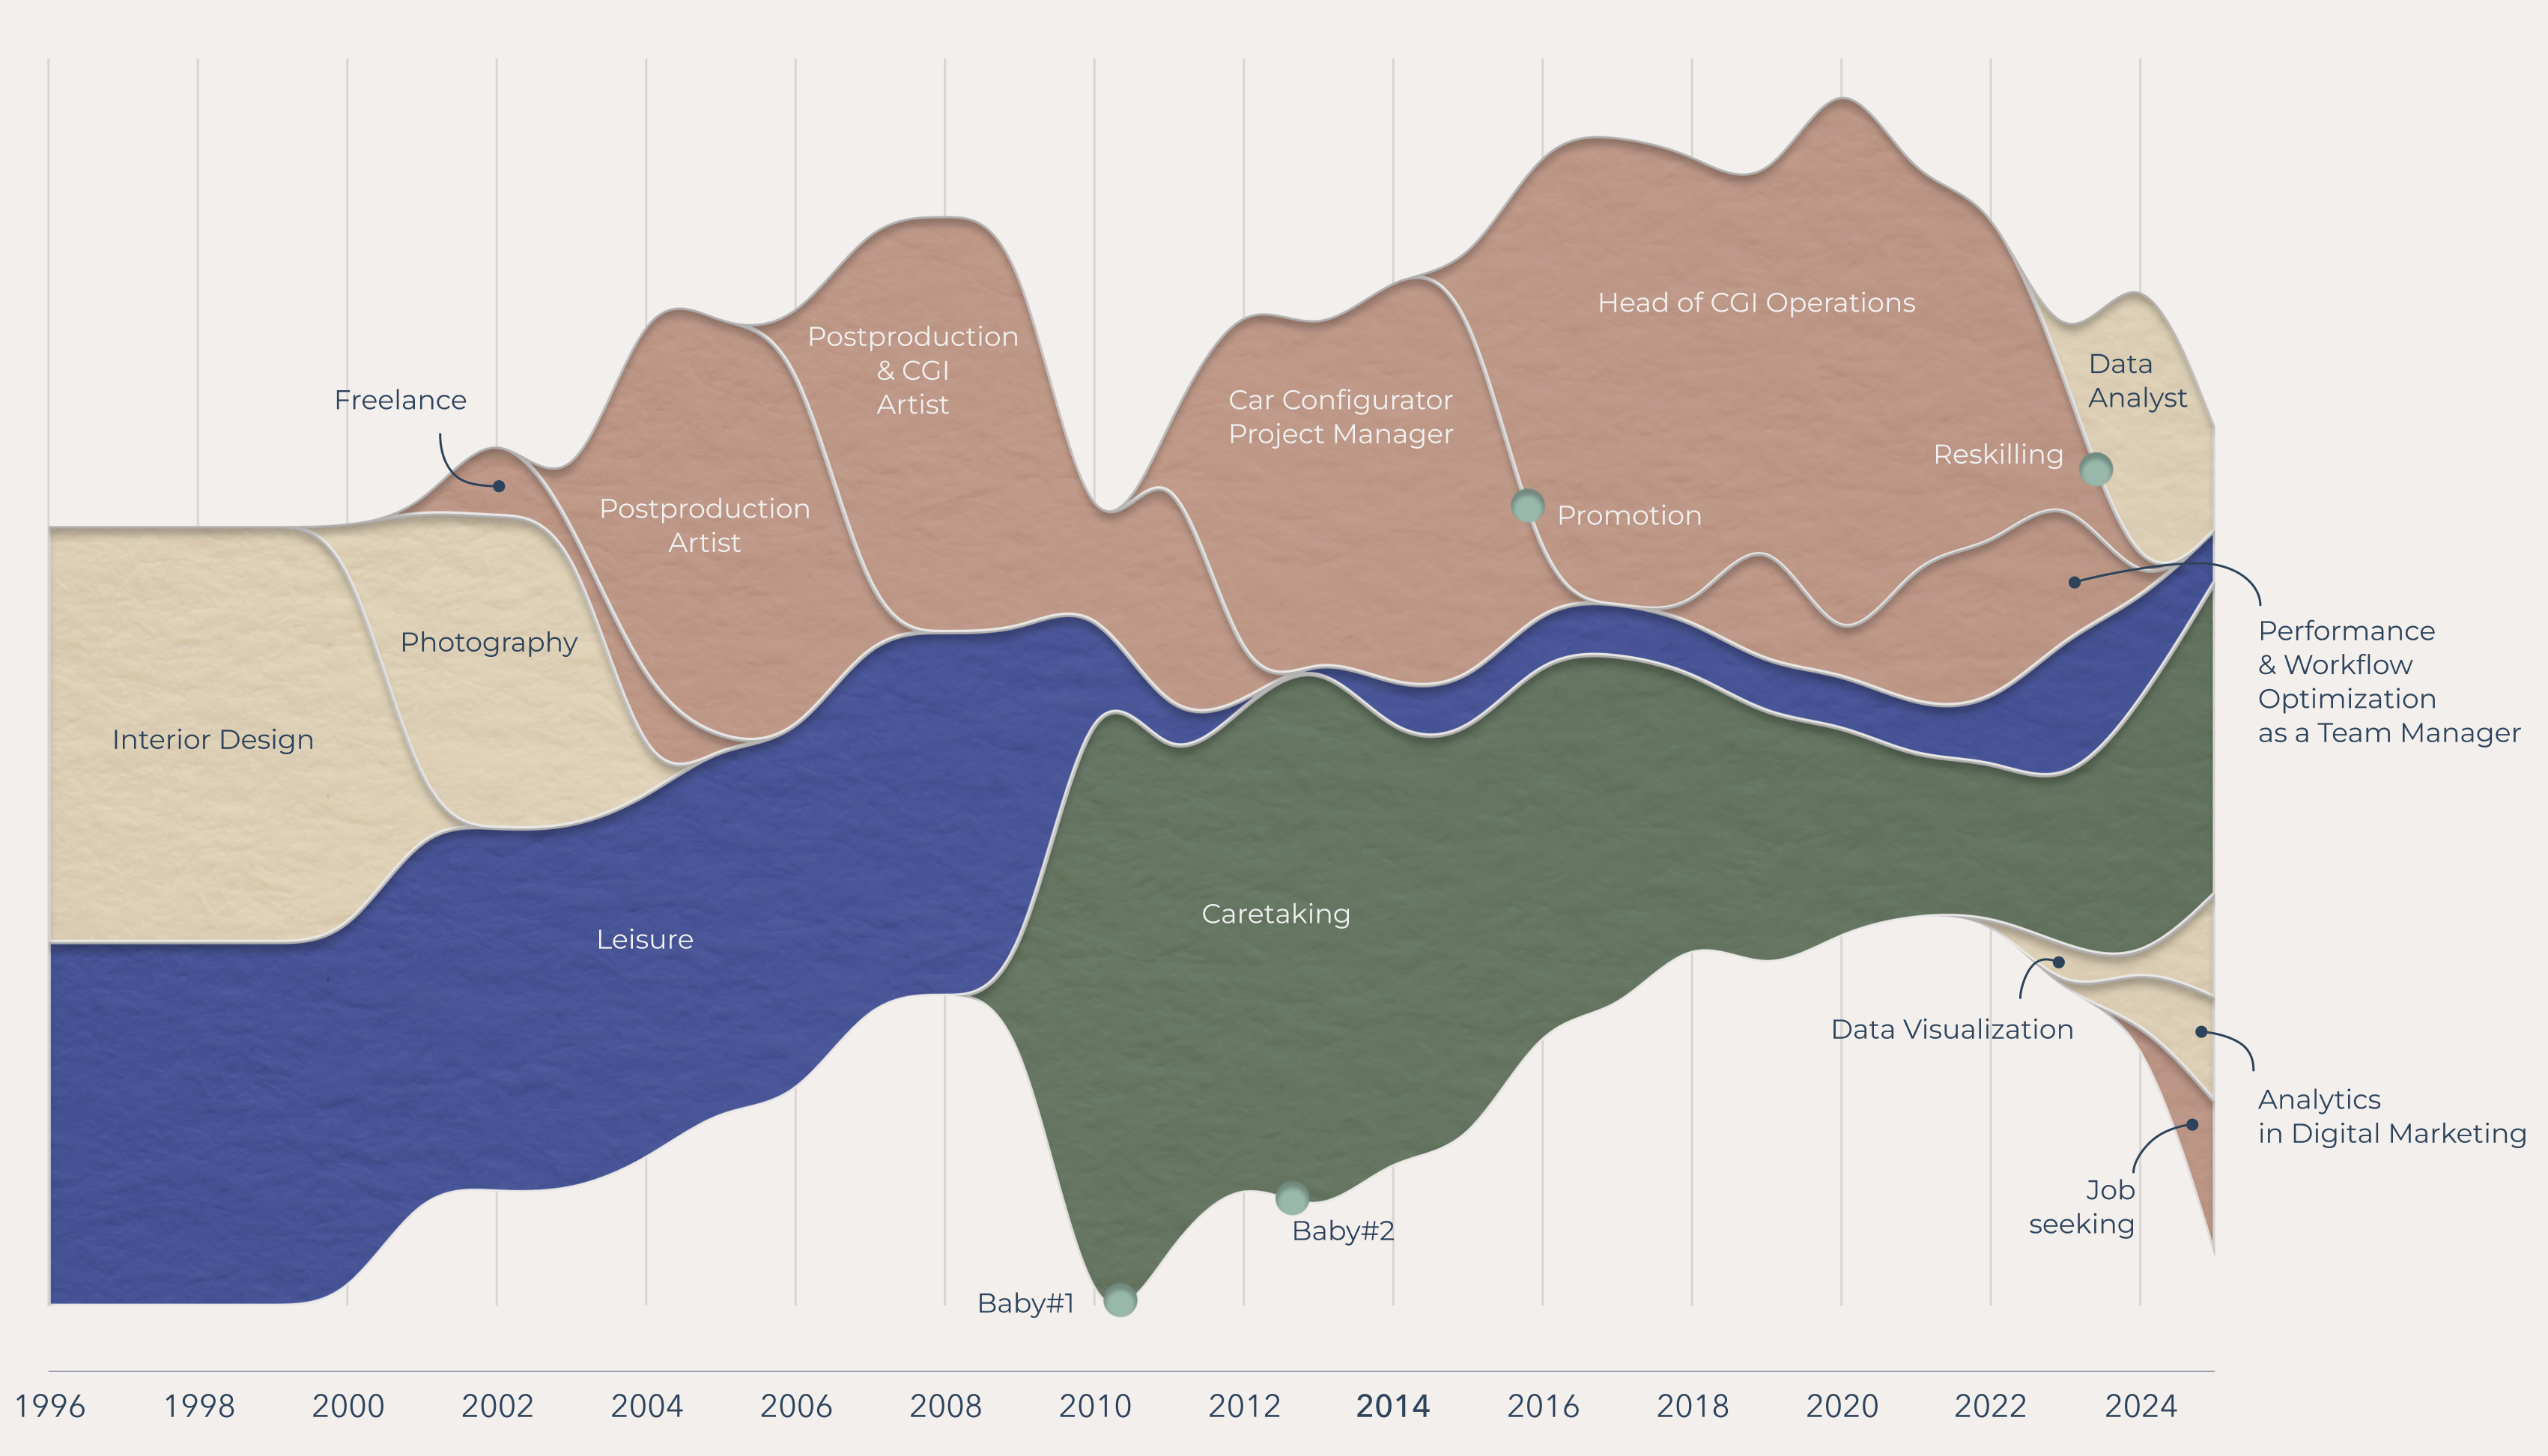 Freelance
Interior Design
Photography
Postproduction
Artist
Postproduction
& CGI
Artist
Leisure
Car Configurator
Project Manager
Head of CGI Operations
Promotion
Reskilling
Data
Analyst
Performance
& Workflow
Optimization
as a Team Manager
Caretaking
Data Visualization
Analytics
in Digital Marketing
Job
seeking
Baby#2
Baby#1
1996 1998 2000 2002 2004 2006 2008 2010 2012 2014 2016 2018 2020 2022 2024